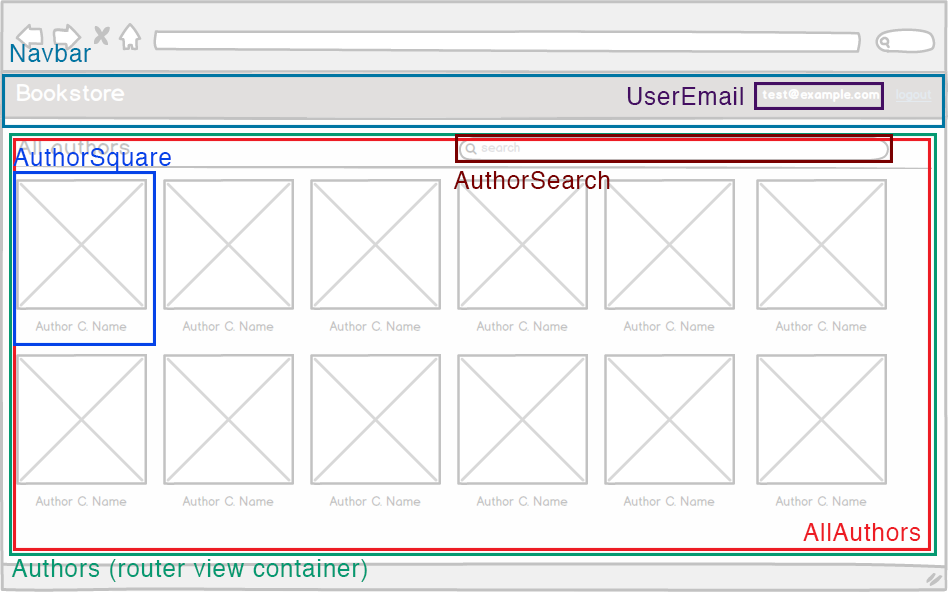 Navbar
Bookstore
UserEmail
test@example.com
logout
All authors
search
AuthorSquare
AuthorSearch
Author C. Name
Author C. Name
Author C. Name
Author C. Name
Author C. Name
Author C. Name
Author C. Name
Author C. Name
Author C. Name
Author C. Name
Author C. Name
Author C. Name
AllAuthors
Authors (router view container)